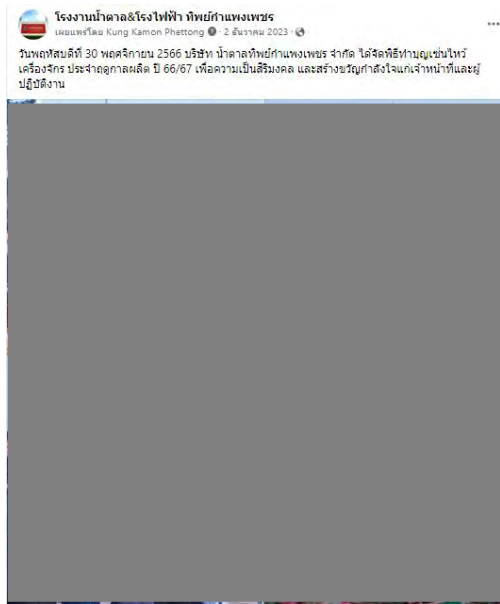 โรงงานน้ำตาล&โรงไฟฟ้า ทิพย์กำแพงเพชร
เผยแพร่โดย Kung Kamon Phettong · 2 ธันวาคม 2023 ·
วันพฤหัสบดีที่ 30 พฤศจิกายน 2566 บริษัท น้ำตาลทิพย์กำแพงเพชร จำกัด ได้จัดพิธีทำบุญเซ่นไหว้
เครื่องจักร ประจำฤดูกาลผลิต ปี 66/67 เพื่อความเป็นสิริมงคล และสร้างขวัญกำลังใจแก่เจ้าหน้าที่และผู้
ปฏิบัติงาน